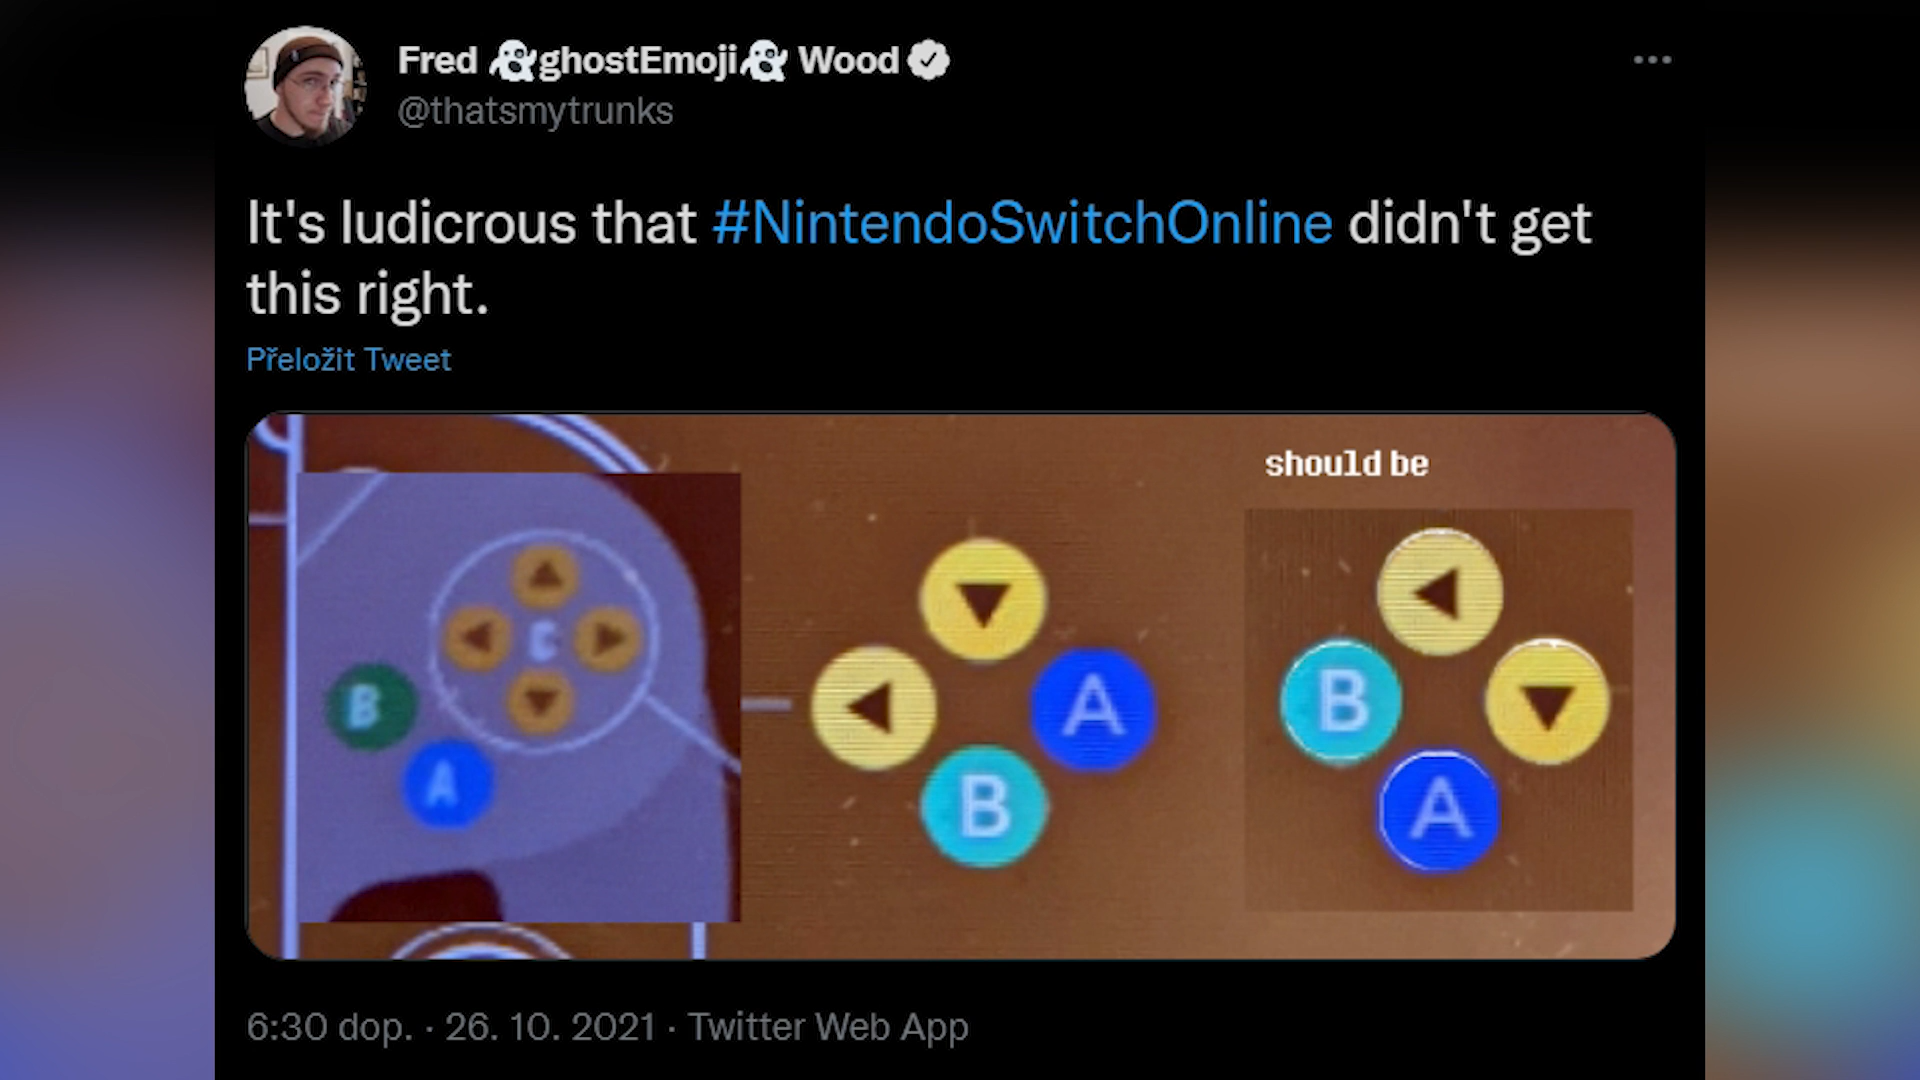 Fred 👻ghostEmoji👻 Wood
@thatsmytrunks
It's ludicrous that #NintendoSwitchOnline didn't get
this right.
Přeložit Tweet
should be
C
B
A
A
B
B
A
6:30 dop. · 26. 10. 2021 · Twitter Web App